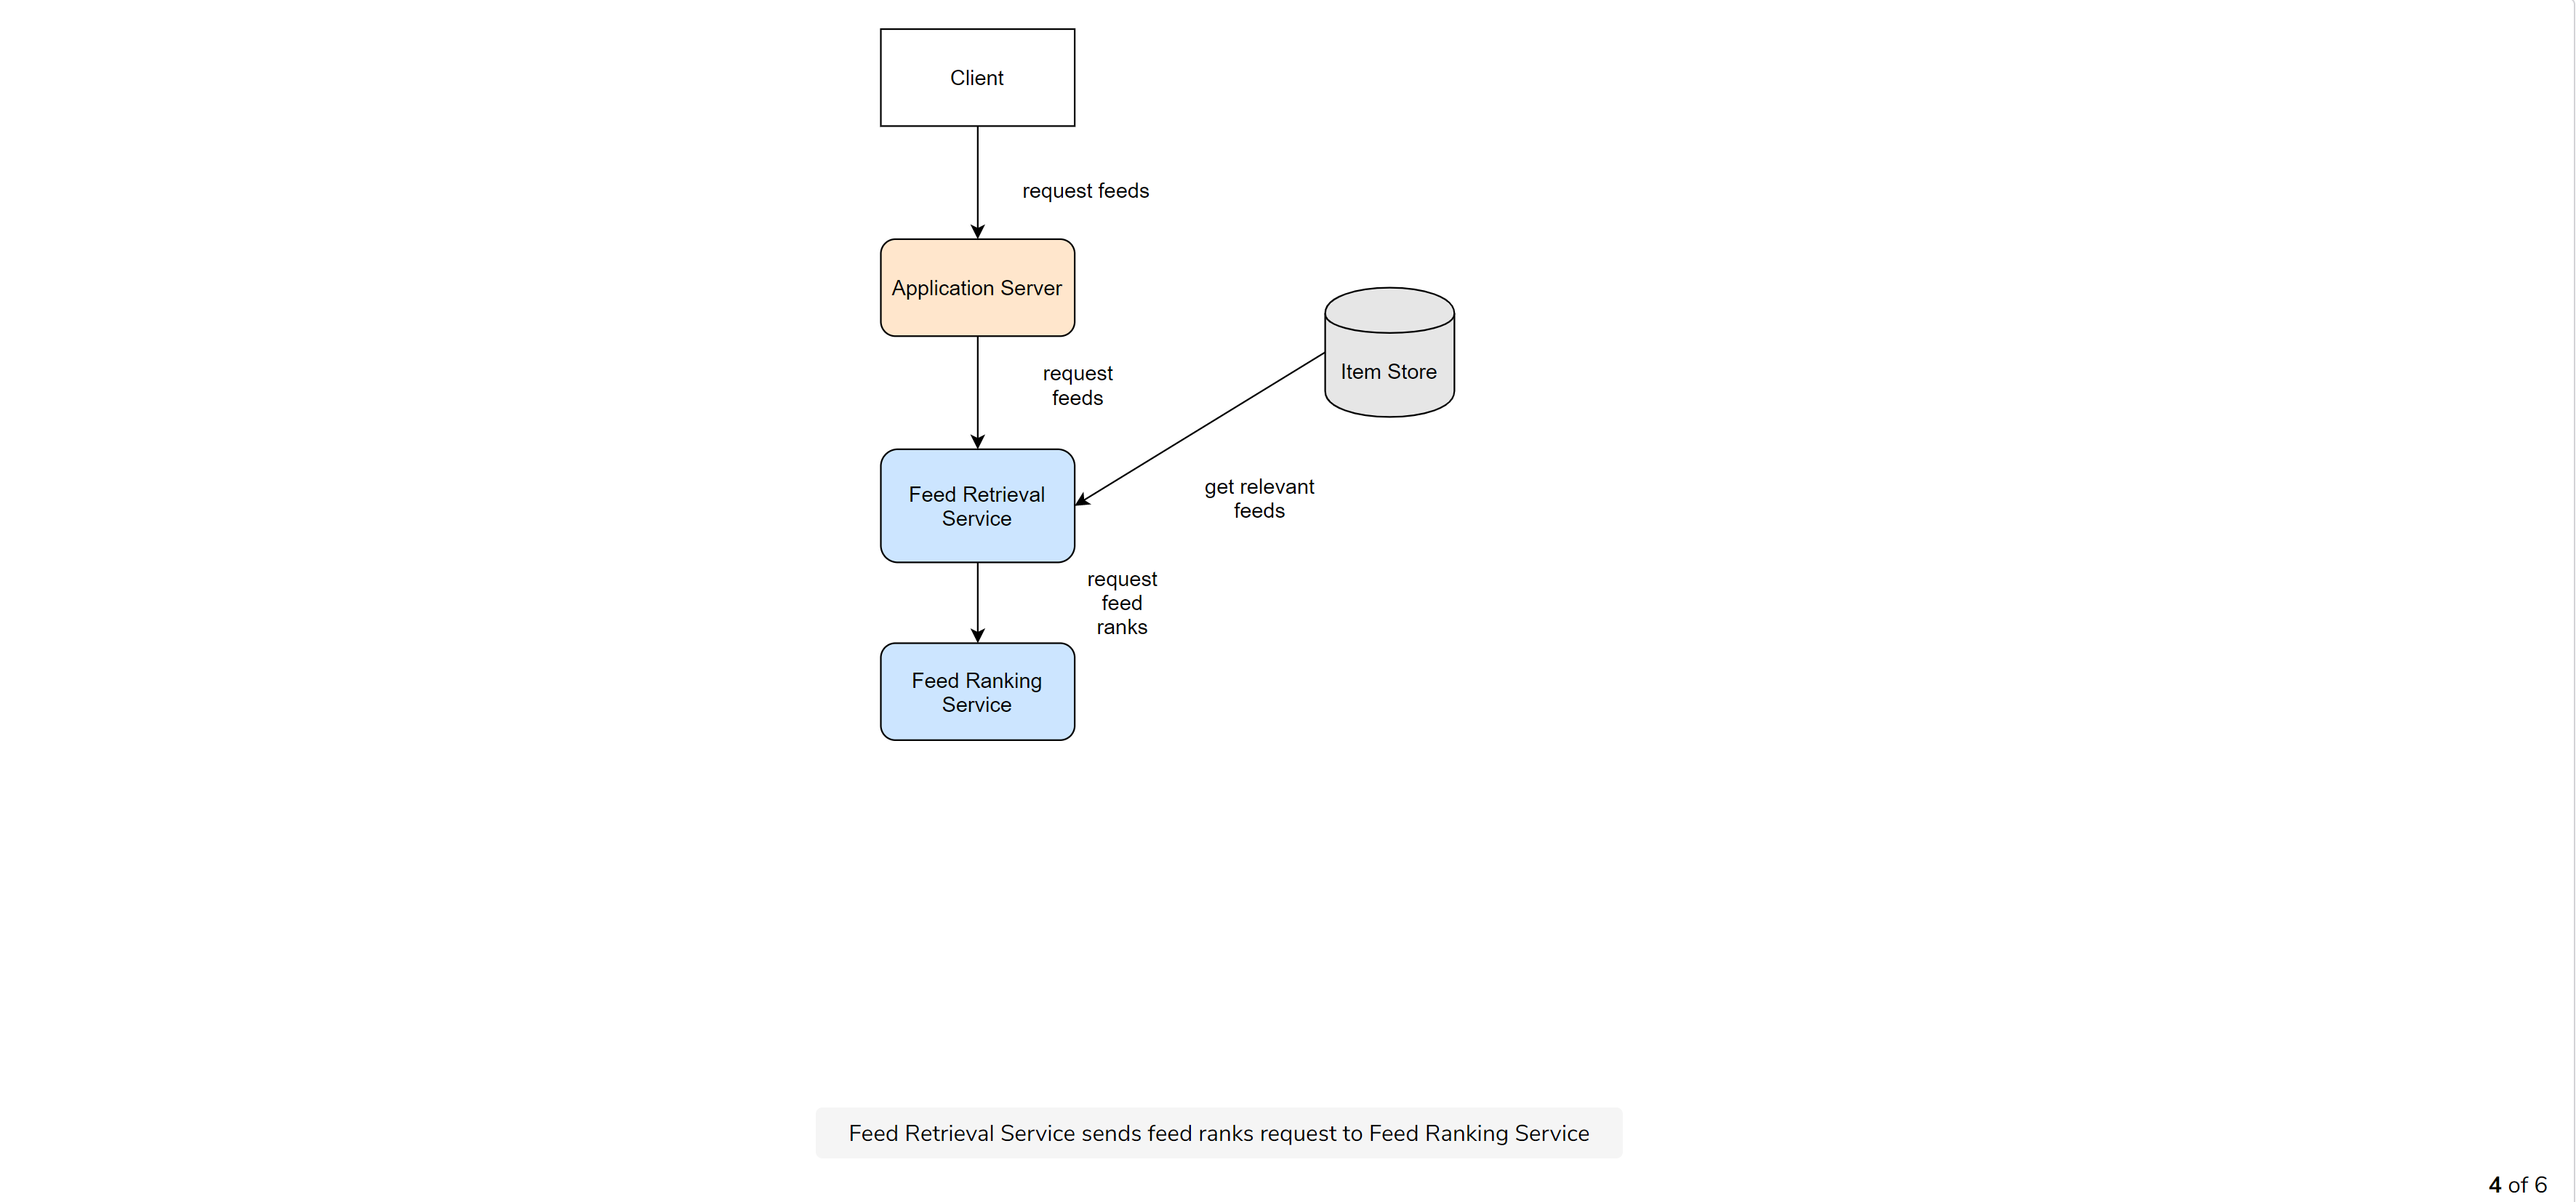 Client
request feeds
Application Server
Item Store
request
feeds
Feed Retrieval
Service
get relevant
feeds
request
feed
ranks
Feed Ranking
Service
Feed Retrieval Service sends feed ranks request to Feed Ranking Service
4 of 6